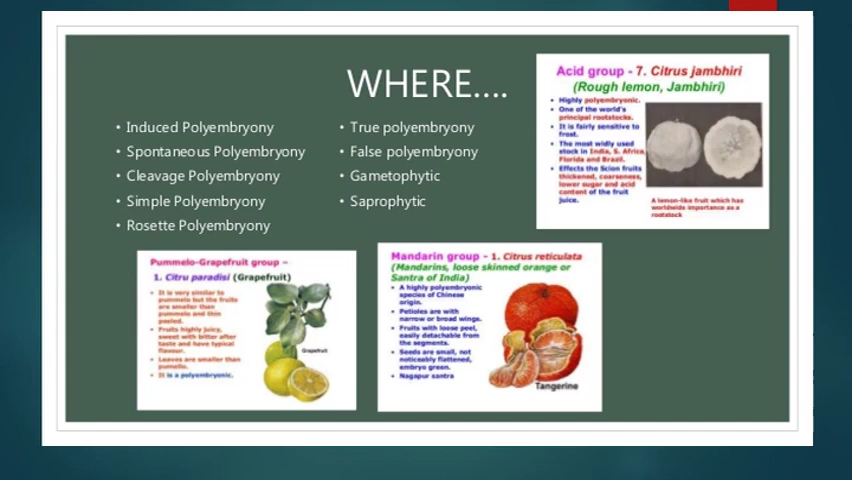 WHERE....
• Induced Polyembryony
• Spontaneous Polyembryony
• Cleavage Polyembryony
• Simple Polyembryony
• Rosette Polyembryony
• True polyembryony
• False polyembryony
• Gametophytic
• Saprophytic
Acid group - 7. Citrus jambhiri
(Rough lemon, Jambhiri)
• Highly polyembryonic.
• One of the world's
principal rootstocks.
• It is fairly sensitive to
frost.
• The most widly used
stock in India, S. Africa,
Florida and Brazil.
• Effects the Scion fruits
thickened, coarseness,
lower sugar and acid
content of the fruit
juice.
A lemon-like fruit which has
worldwide importance as a
rootstock
Pummelo-Grapefruit group –
1. Citru paradisi (Grapefruit)
• It is very similar to
pummelo but the fruits
are smaller than
pummelo and thin
peeled.
• Fruits highly juicy,
sweet with bitter after
taste and have typical
flavour.
• Leaves are smaller than
pumello.
• It is a polyembryonic.
Grapefruit
Mandarin group - 1. Citrus reticulata
(Mandarins, loose skinned orange or
Santra of India)
• A highly polyembryonic
species of Chinese
origin.
• Petioles are with
narrow or broad wings.
• Fruits with loose peel,
easily detachable from
the segments.
• Seeds are small, not
noticeably flattened,
embryo green.
• Nagapur santra
Tangerine